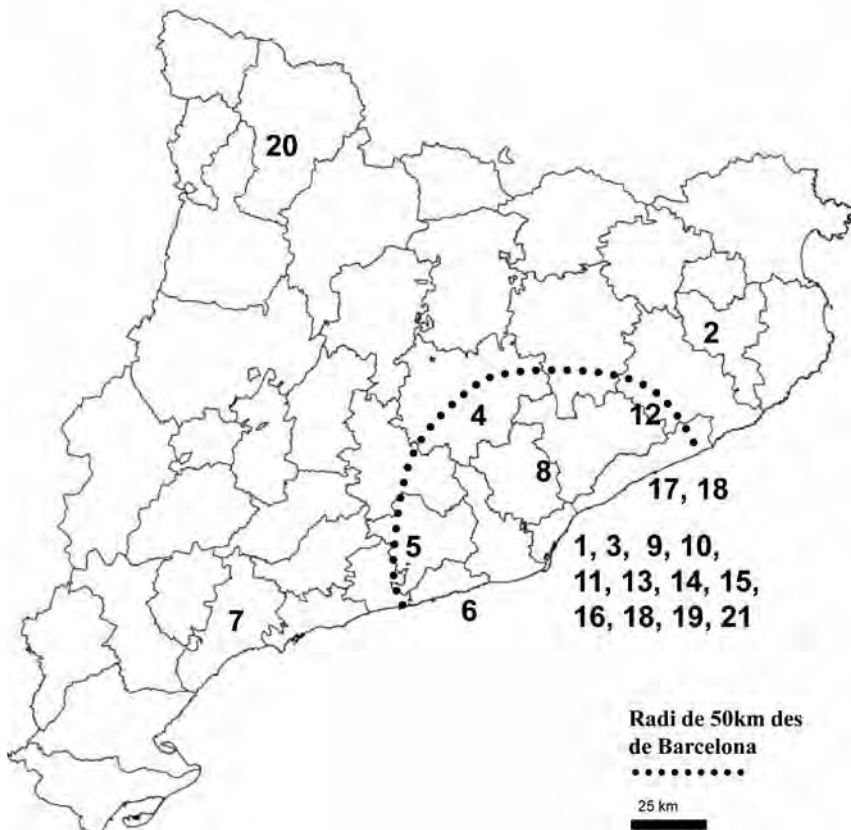 20
2
4
12
8
17, 18
5
1, 3, 9, 10,
11, 13, 14, 15,
16, 18, 19, 21
6
7
Radi de 50km des
de Barcelona
25 km